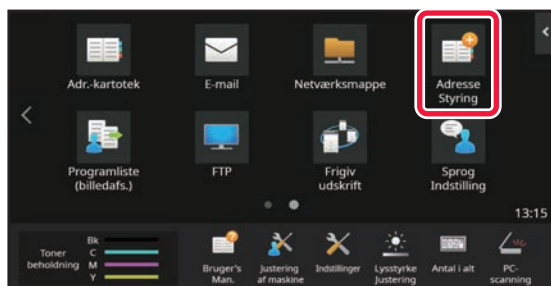 Adr.-kartotek
E-mail
Netværksmappe
Adresse
Styring
Programliste
(billedafs.)
FTP
Frigiv
udskrift
Sprog
Indstilling
13:15
Toner
beholdning
Bk
C
M
Y
Bruger's
Man.
Justering
af maskine
Indstillinger
Lysstyrke
Justering
Antal i alt
PC-
scanning